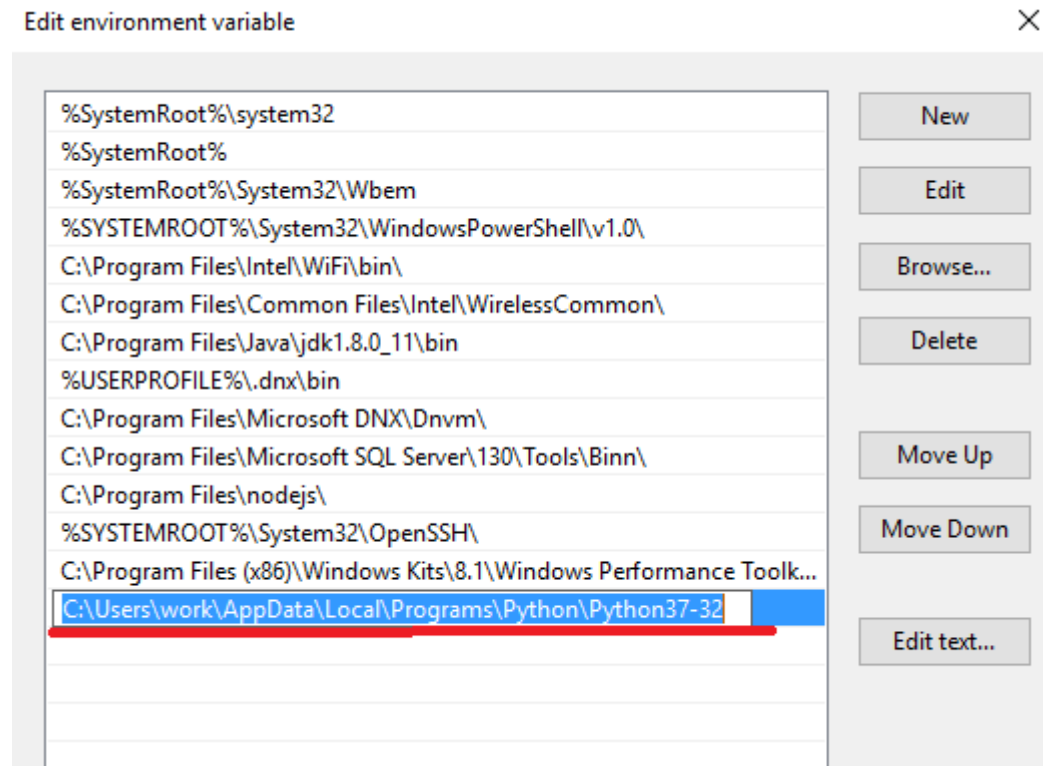 Edit environment variable
%SystemRoot%\system32
%SystemRoot%
%SystemRoot%\System32\Wbem
%SYSTEMROOT%\System32\WindowsPowerShell\v1.0\
C:\Program Files\Intel\WiFi\bin\
C:\Program Files\Common Files\Intel\WirelessCommon\
C:\Program Files\Java\jdk1.8.0_11\bin
%USERPROFILE%\.dnx\bin
C:\Program Files\Microsoft DNX\Dnvm\
C:\Program Files\Microsoft SQL Server\130\Tools\Binn\
C:\Program Files\nodejs\
%SYSTEMROOT%\System32\OpenSSH\
C:\Program Files (x86)\Windows Kits\8.1\Windows Performance Toolk...
C:\Users\work\AppData\Local\Programs\Python\Python37-32
New
Edit
Browse...
Delete
Move Up
Move Down
Edit text...